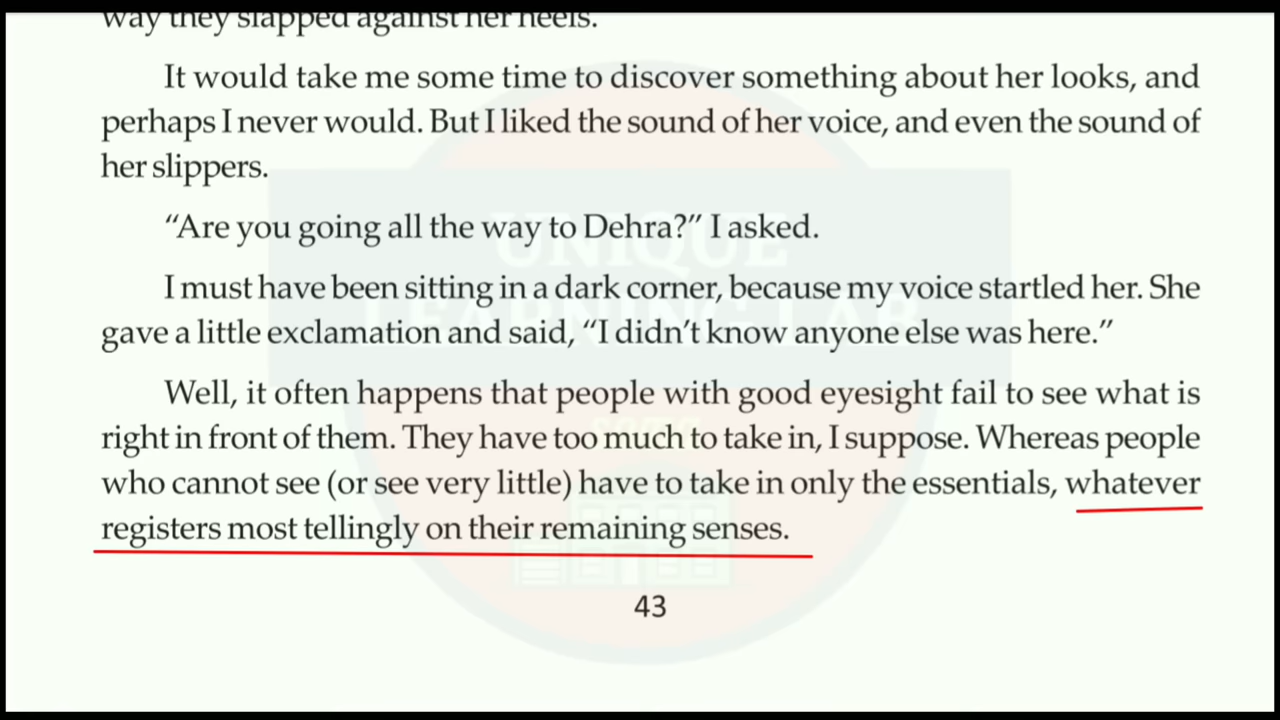 way they slapped against her heels.
It would take me some time to discover something about her looks, and
perhaps I never would. But I liked the sound of her voice, and even the sound of
her slippers.
“Are you going all the way to Dehra?” I asked.
I must have been sitting in a dark corner, because my voice startled her. She
gave a little exclamation and said, “I didn’t know anyone else was here.”
Well, it often happens that people with good eyesight fail to see what is
right in front of them. They have too much to take in, I suppose. Whereas people
who cannot see (or see very little) have to take in only the essentials, whatever
registers most tellingly on their remaining senses.
43
UNIQUE
LEARNING LAB